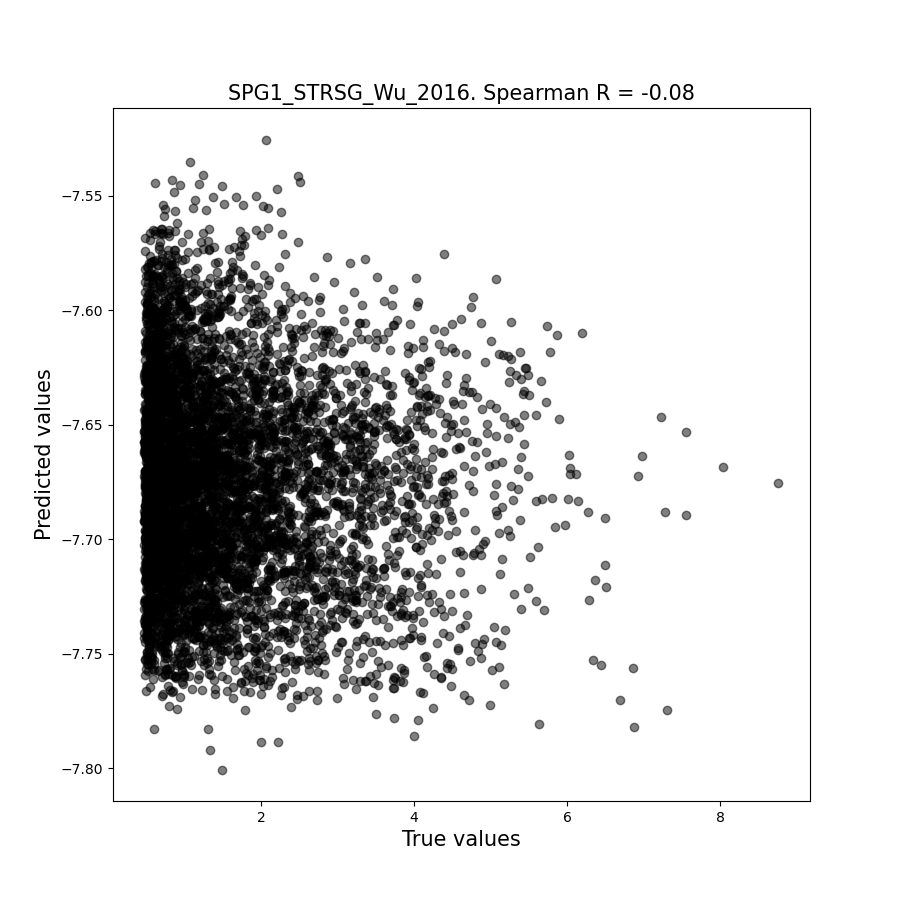 SPG1_STRSG_Wu_2016. Spearman R = -0.08
−7.55
−7.60
−7.65
−7.70
−7.75
−7.80
Predicted values
2 4 6 8
True values